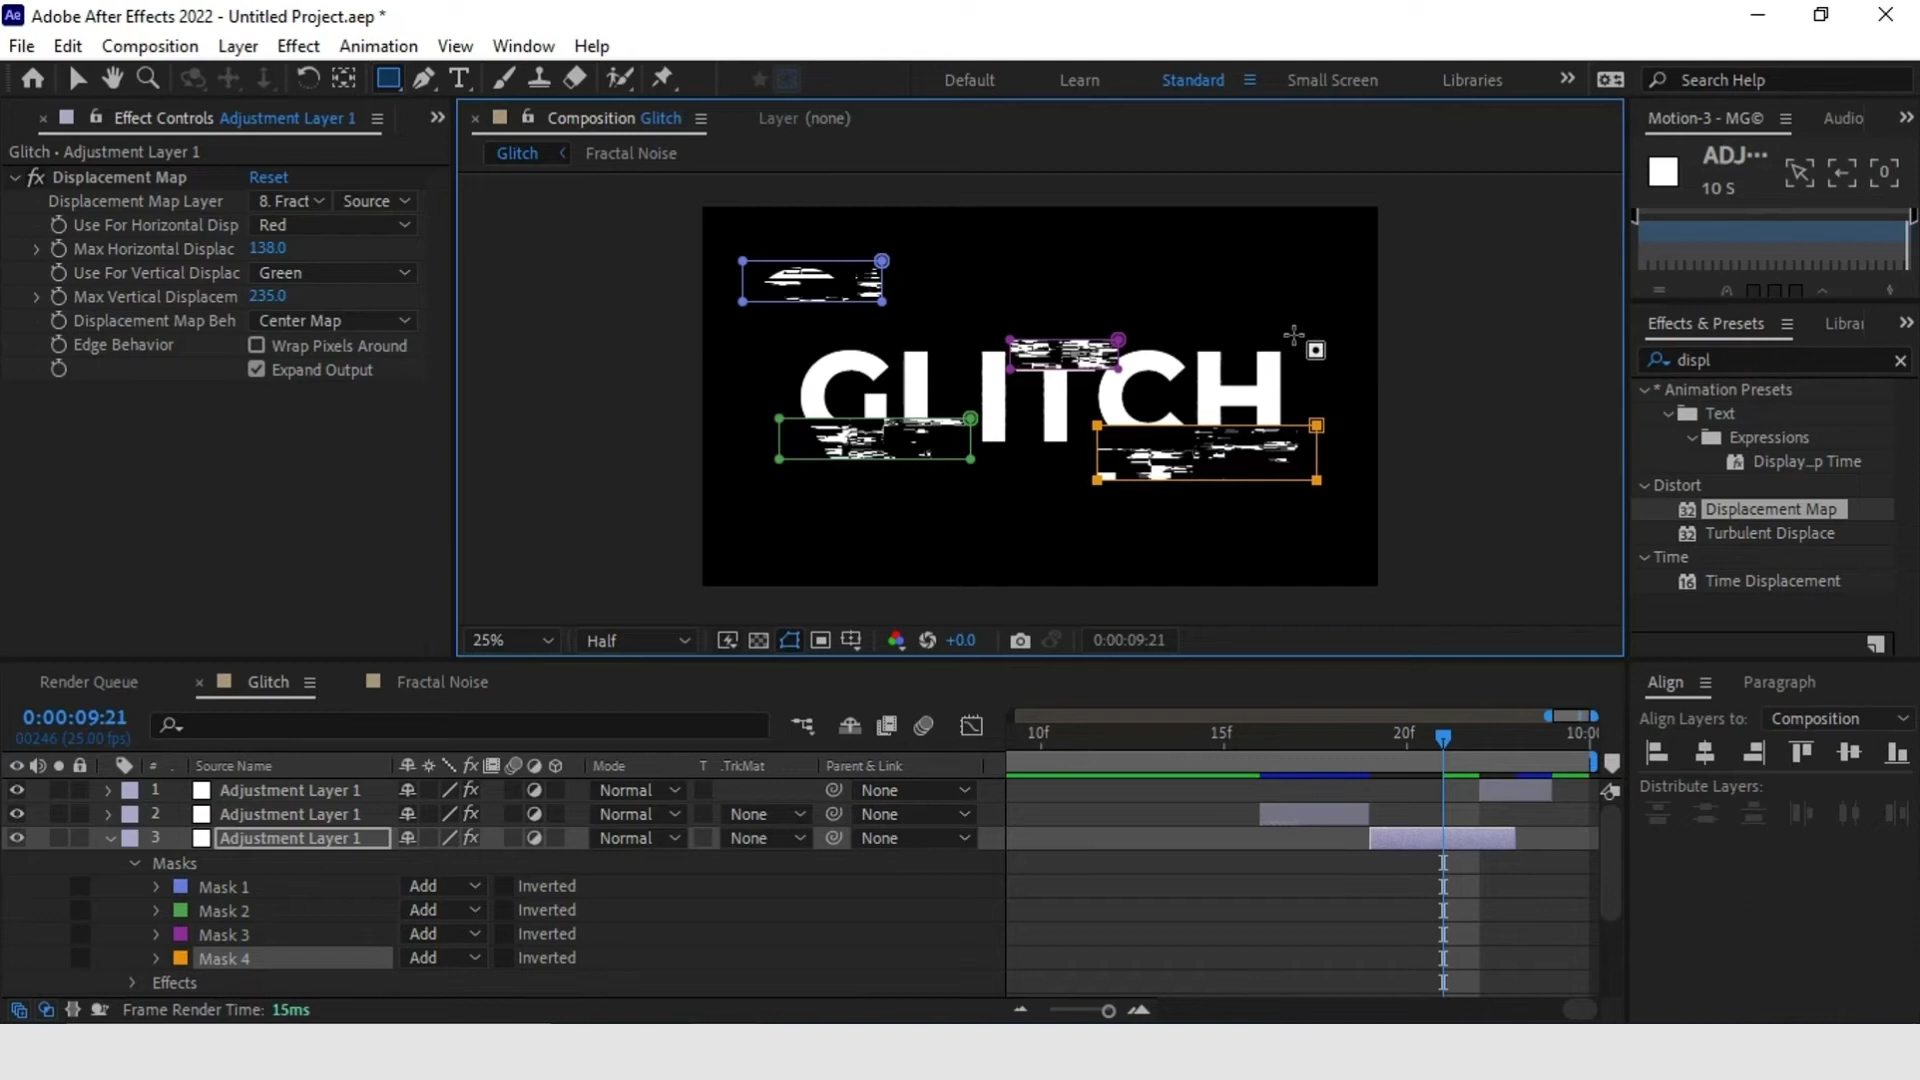 Ae Adobe After Effects 2022 - Untitled Project.aep *
File Edit Composition Layer Effect Animation View Window Help
Default Learn Standard Small Screen Libraries Search Help
Effect Controls Adjustment Layer 1
Glitch • Adjustment Layer 1
fx Displacement Map Reset
Displacement Map Layer 8. Fract Source
Use For Horizontal Disp Red
Max Horizontal Displac 138.0
Use For Vertical Displac Green
Max Vertical Displacem 235.0
Displacement Map Beh Center Map
Edge Behavior Wrap Pixels Around
Expand Output
Composition Glitch Layer (none)
Glitch Fractal Noise
GLITCH
25% Half +0.0 0:00:09:21
Motion-3 - MG© Audio
ADJ...
10 S
0
Effects & Presets Librar
displ
* Animation Presets
Text
Expressions
Display_p Time
Distort
32 Displacement Map
32 Turbulent Displace
Time
16 Time Displacement
Render Queue Glitch Fractal Noise
0:00:09:21
00246 (25.00 fps)
10f 15f 20f 10:0
# Source Name fx Mode T .TrkMat Parent & Link
1 Adjustment Layer 1 fx Normal None
2 Adjustment Layer 1 fx Normal None None
3 Adjustment Layer 1 fx Normal None None
Masks
Mask 1 Add Inverted
Mask 2 Add Inverted
Mask 3 Add Inverted
Mask 4 Add Inverted
Effects
Frame Render Time: 15ms
Align Paragraph
Align Layers to: Composition
Distribute Layers: